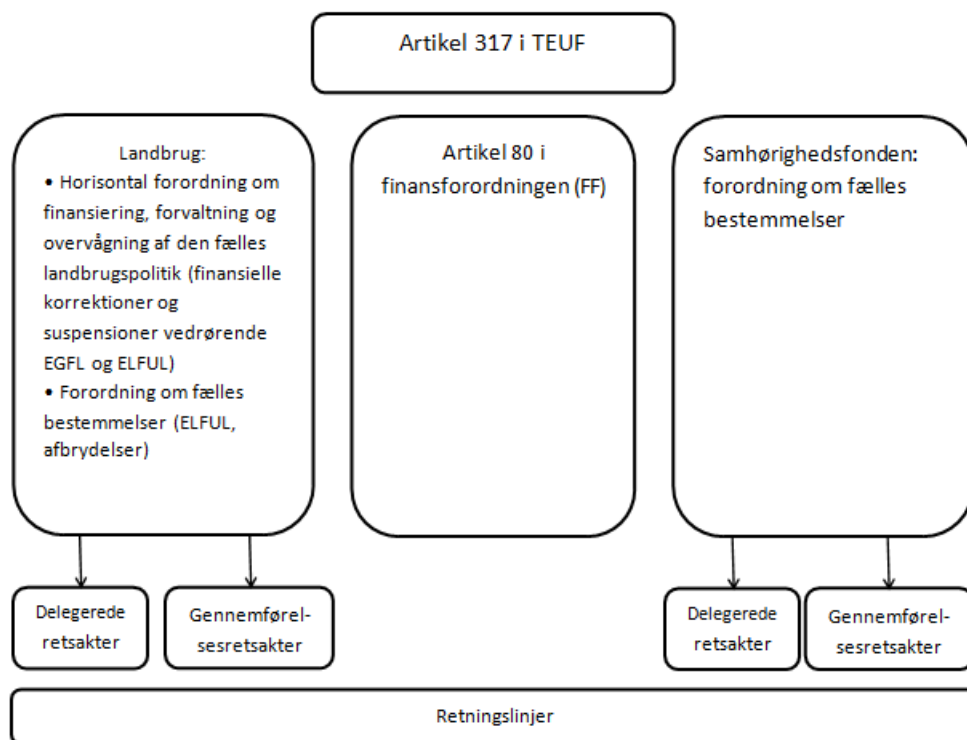 Artikel 317 i TEUF
Landbrug:
• Horisontal forordning om
finansiering, forvaltning og
overvågning af den fælles
landbrugspolitik (finansielle
korrektioner og
suspensioner vedrørende
EGFL og ELFUL)
• Forordning om fælles
bestemmelser (ELFUL,
afbrydelser)
Artikel 80 i
finansforordningen (FF)
Samhørighedsfonden:
forordning om fælles
bestemmelser
Delegerede
retsakter
Gennemførel-
sesretsakter
Delegerede
retsakter
Gennemførel-
sesretsakter
Retningslinjer